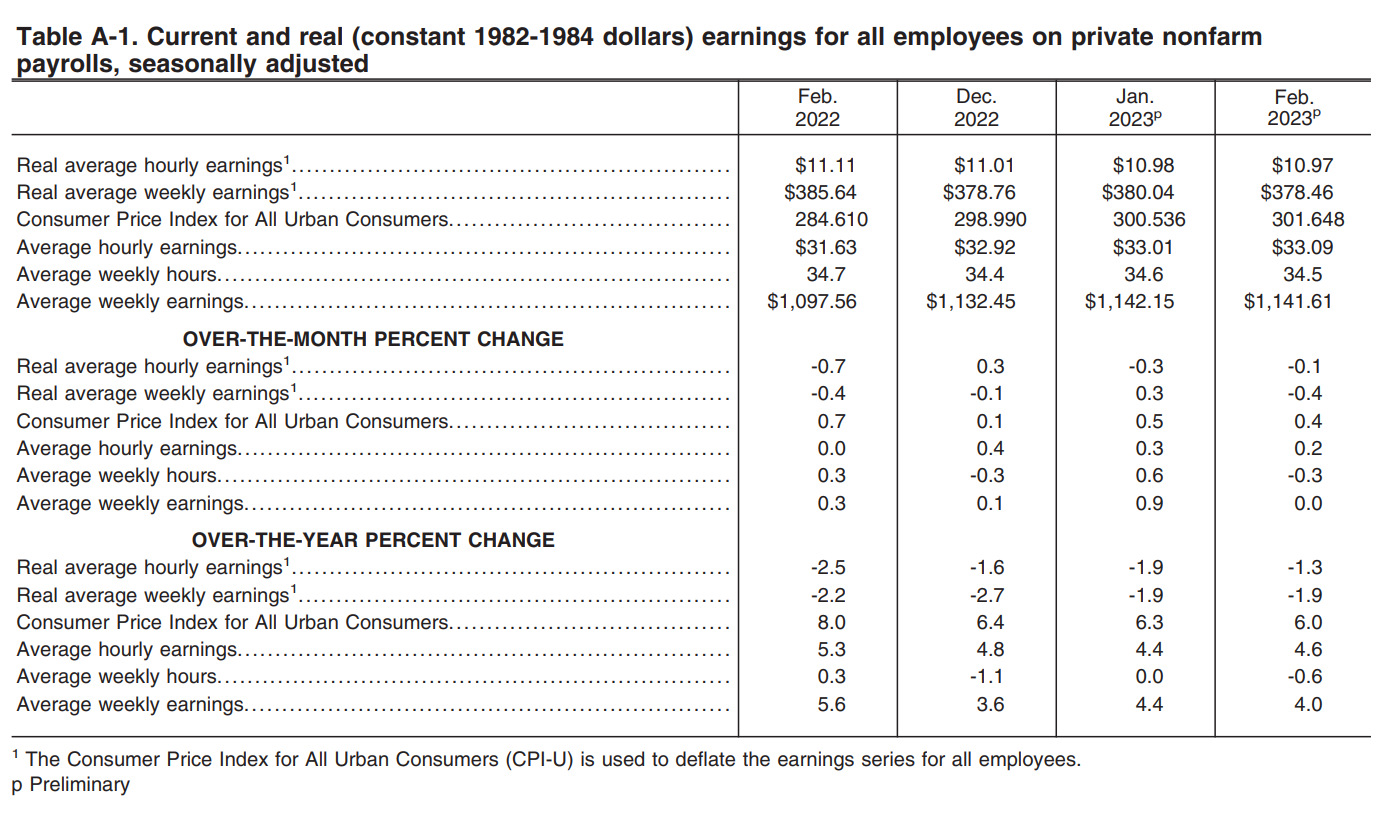 Table A-1. Current and real (constant 1982-1984 dollars) earnings for all employees on private nonfarm
payrolls, seasonally adjusted
Feb. 2022 Dec. 2022 Jan. 2023p Feb. 2023p
Real average hourly earnings1 $11.11 $11.01 $10.98 $10.97
Real average weekly earnings1 $385.64 $378.76 $380.04 $378.46
Consumer Price Index for All Urban Consumers 284.610 298.990 300.536 301.648
Average hourly earnings $31.63 $32.92 $33.01 $33.09
Average weekly hours 34.7 34.4 34.6 34.5
Average weekly earnings $1,097.56 $1,132.45 $1,142.15 $1,141.61
OVER-THE-MONTH PERCENT CHANGE
Real average hourly earnings1 -0.7 0.3 -0.3 -0.1
Real average weekly earnings1 -0.4 -0.1 0.3 -0.4
Consumer Price Index for All Urban Consumers 0.7 0.1 0.5 0.4
Average hourly earnings 0.0 0.4 0.3 0.2
Average weekly hours 0.3 -0.3 0.6 -0.3
Average weekly earnings 0.3 0.1 0.9 0.0
OVER-THE-YEAR PERCENT CHANGE
Real average hourly earnings1 -2.5 -1.6 -1.9 -1.3
Real average weekly earnings1 -2.2 -2.7 -1.9 -1.9
Consumer Price Index for All Urban Consumers 8.0 6.4 6.3 6.0
Average hourly earnings 5.3 4.8 4.4 4.6
Average weekly hours 0.3 -1.1 0.0 -0.6
Average weekly earnings 5.6 3.6 4.4 4.0
1 The Consumer Price Index for All Urban Consumers (CPI-U) is used to deflate the earnings series for all employees.
p Preliminary